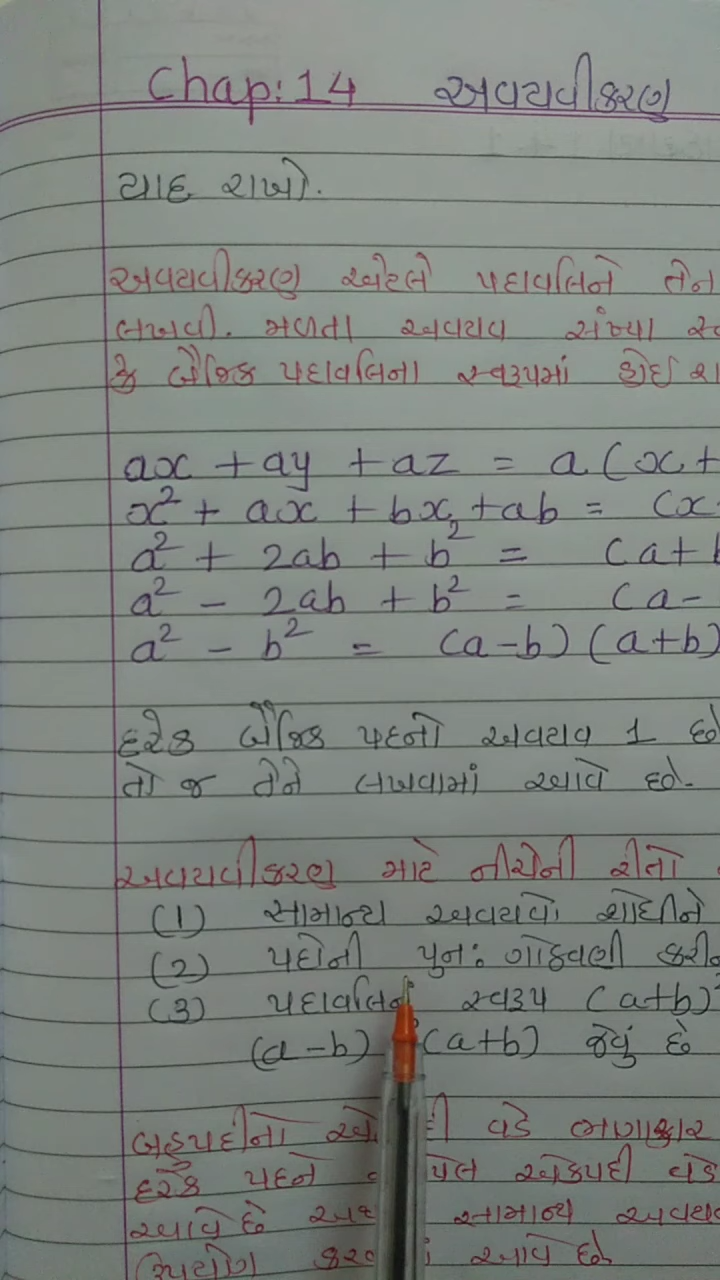 Chap:14 અવયવીકરણ
યાદ રાખો.
અવયવીકરણ એટલે પદાવલિને તેન
લખવી. મળતા અવયવ સંખ્યા
કે બૈજિક પદાવલિના સ્વરૂપમાં હોઈ શ
ax + ay + az = a (x +
x² + ax + bx + ab = (x
a² + 2ab + b² = (a+
a² - 2ab + b² = (a-
a² - b² = (a-b) (a+b)
દરેક બૈજિક પદનો અવયવ 1 છે
તો જ તેને લખવામાં આવે છે.
અવયવીકરણ માટે નીચેની રીતો
(1) સામાન્ય અવયવો શોધીને
(2) પદોની પુનઃ ગોઠવણી કરીન
(3) પદાવલિનું સ્વરૂપ (a+b)²
(a-b) (a+b) જેવું છે
બહુપદીનો વડે ભાગાકાર
દરેક પદને એકપદી વડે
આવે છે સામાન્ય અવયવ
ઉપયોગ આવે છે.